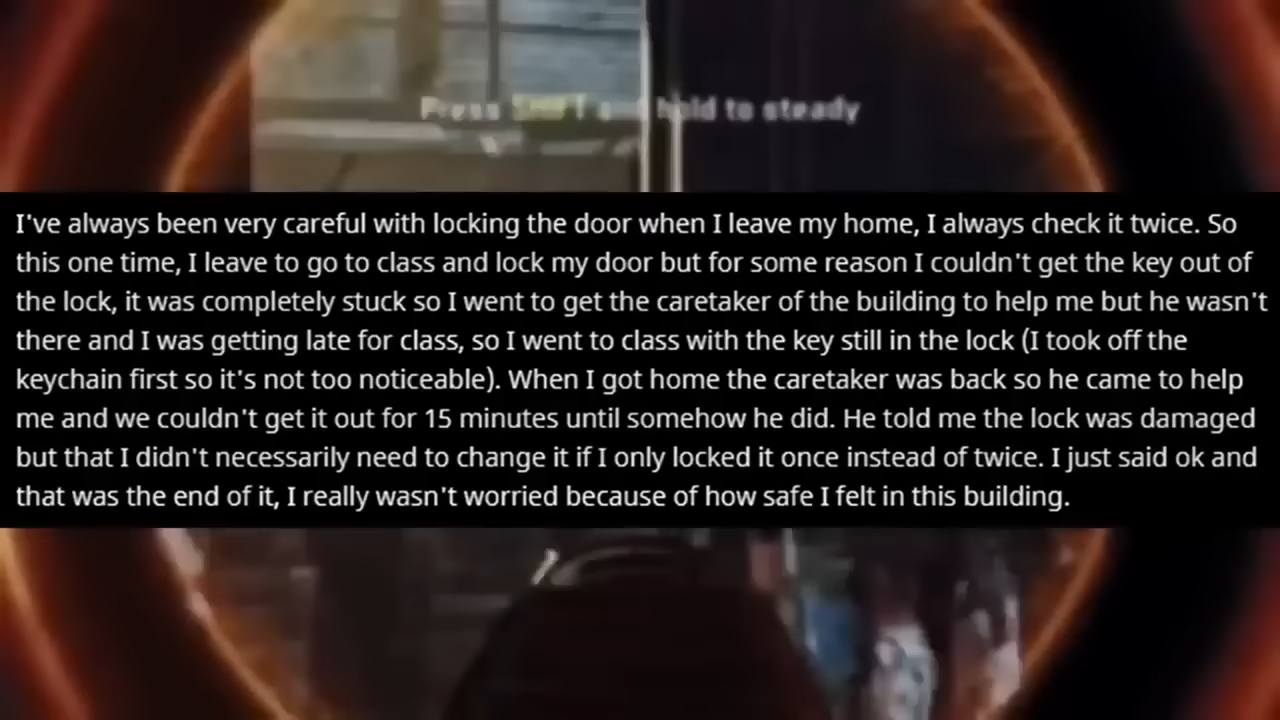 Press SHIFT and hold to steady
I've always been very careful with locking the door when I leave my home, I always check it twice. So
this one time, I leave to go to class and lock my door but for some reason I couldn't get the key out of
the lock, it was completely stuck so I went to get the caretaker of the building to help me but he wasn't
there and I was getting late for class, so I went to class with the key still in the lock (I took off the
keychain first so it's not too noticeable). When I got home the caretaker was back so he came to help
me and we couldn't get it out for 15 minutes until somehow he did. He told me the lock was damaged
but that I didn't necessarily need to change it if I only locked it once instead of twice. I just said ok and
that was the end of it, I really wasn't worried because of how safe I felt in this building.